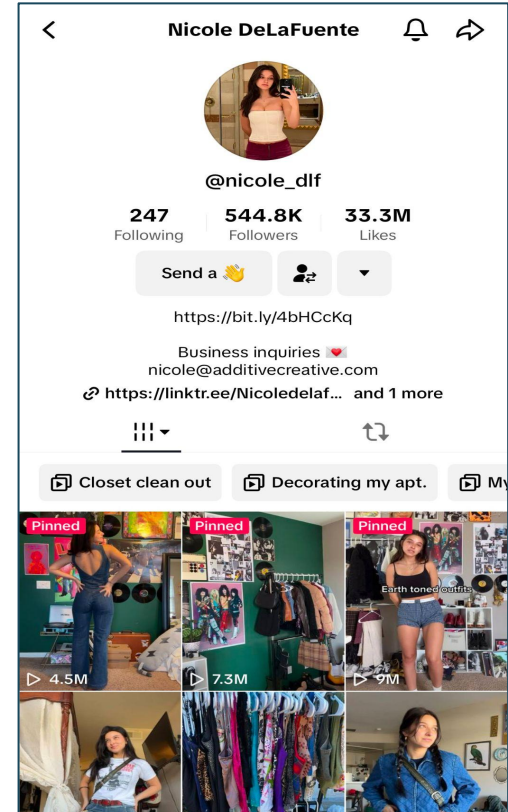 Nicole DeLaFuente
@nicole_dlf
247 544.8K 33.3M
Following Followers Likes
Send a 👋
https://bit.ly/4bHCcKq
Business inquiries 💌
nicole@additivecreative.com
https://linktr.ee/Nicoledelaf... and 1 more
Closet clean out Decorating my apt. My
Pinned Pinned Pinned
Earth toned outfits
4.5M 7.3M 9M